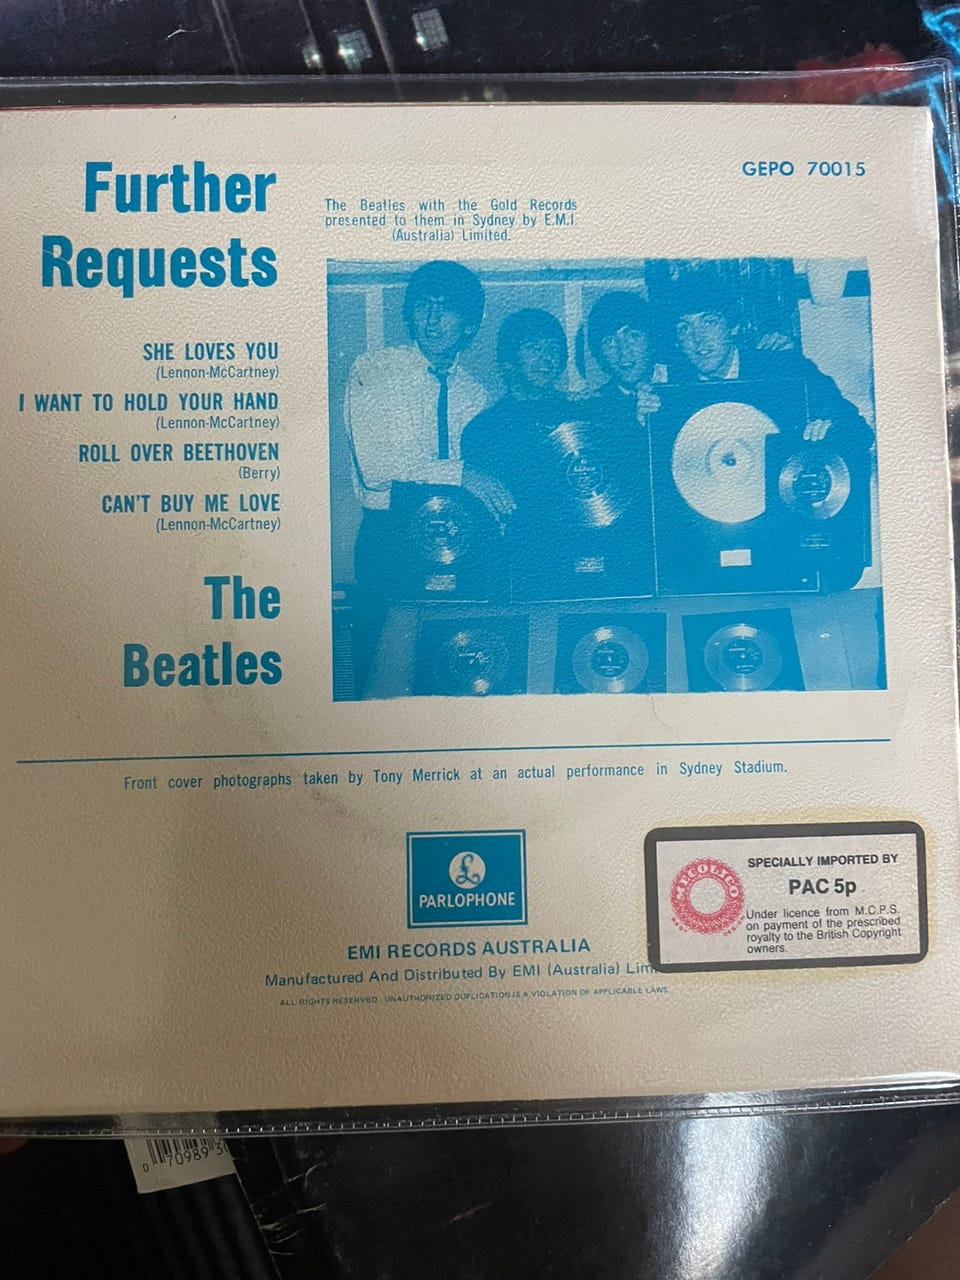 GEPO 70015
Further
Requests
The Beatles with the Gold Records
presented to them in Sydney by E.M.I.
(Australia) Limited.
SHE LOVES YOU
(Lennon-McCartney)
I WANT TO HOLD YOUR HAND
(Lennon-McCartney)
ROLL OVER BEETHOVEN
(Berry)
CAN'T BUY ME LOVE
(Lennon-McCartney)
The
Beatles
Front cover photographs taken by Tony Merrick at an actual performance in Sydney Stadium.
£
PARLOPHONE
EMI RECORDS AUSTRALIA
Manufactured And Distributed By EMI (Australia) Lim
ALL RIGHTS RESERVED. UNAUTHORIZED DUPLICATION IS A VIOLATION OF APPLICABLE LAWS.
MECOLICO
DESIGN
SPECIALLY IMPORTED BY
PAC 5p
Under licence from M.C.P.S.
on payment of the prescribed
royalty to the British Copyright
owners.
0 70989 3